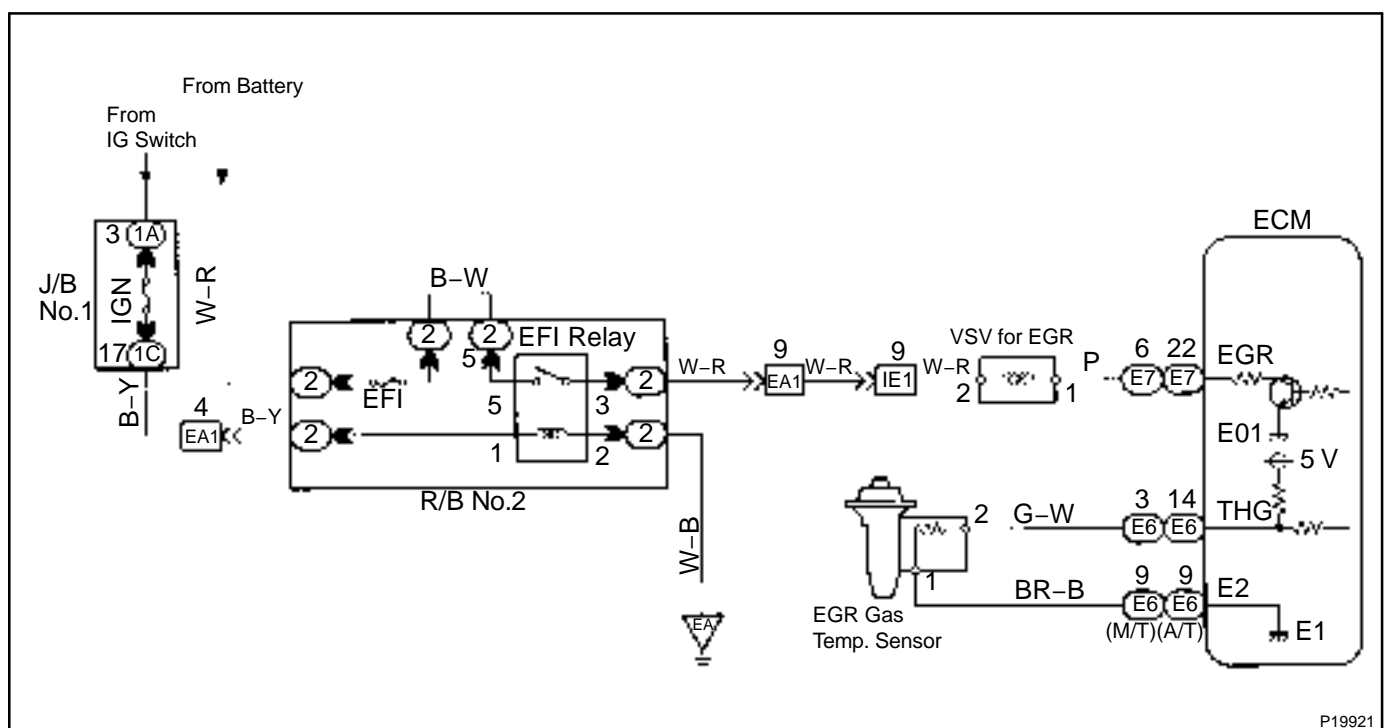 From Battery
From
IG Switch
ECM
3 1A
J/B
No.1
IGN
W–R
17 1C
B–Y
4
EA1
B–Y
B–W
2 2
5
EFI Relay
2
EFI
5 3
2
2
1 2
2
R/B No.2
W–R
9
EA1
W–R
9
IE1
W–R
VSV for EGR
2 1
P
6 22
E7 E7
EGR
E01
5 V
W–B
EA
2
G–W
3 14
E6 E6
THG
1
BR–B
9 9
E6 E6
E2
(M/T) (A/T)
E1
EGR Gas
Temp. Sensor
P19921